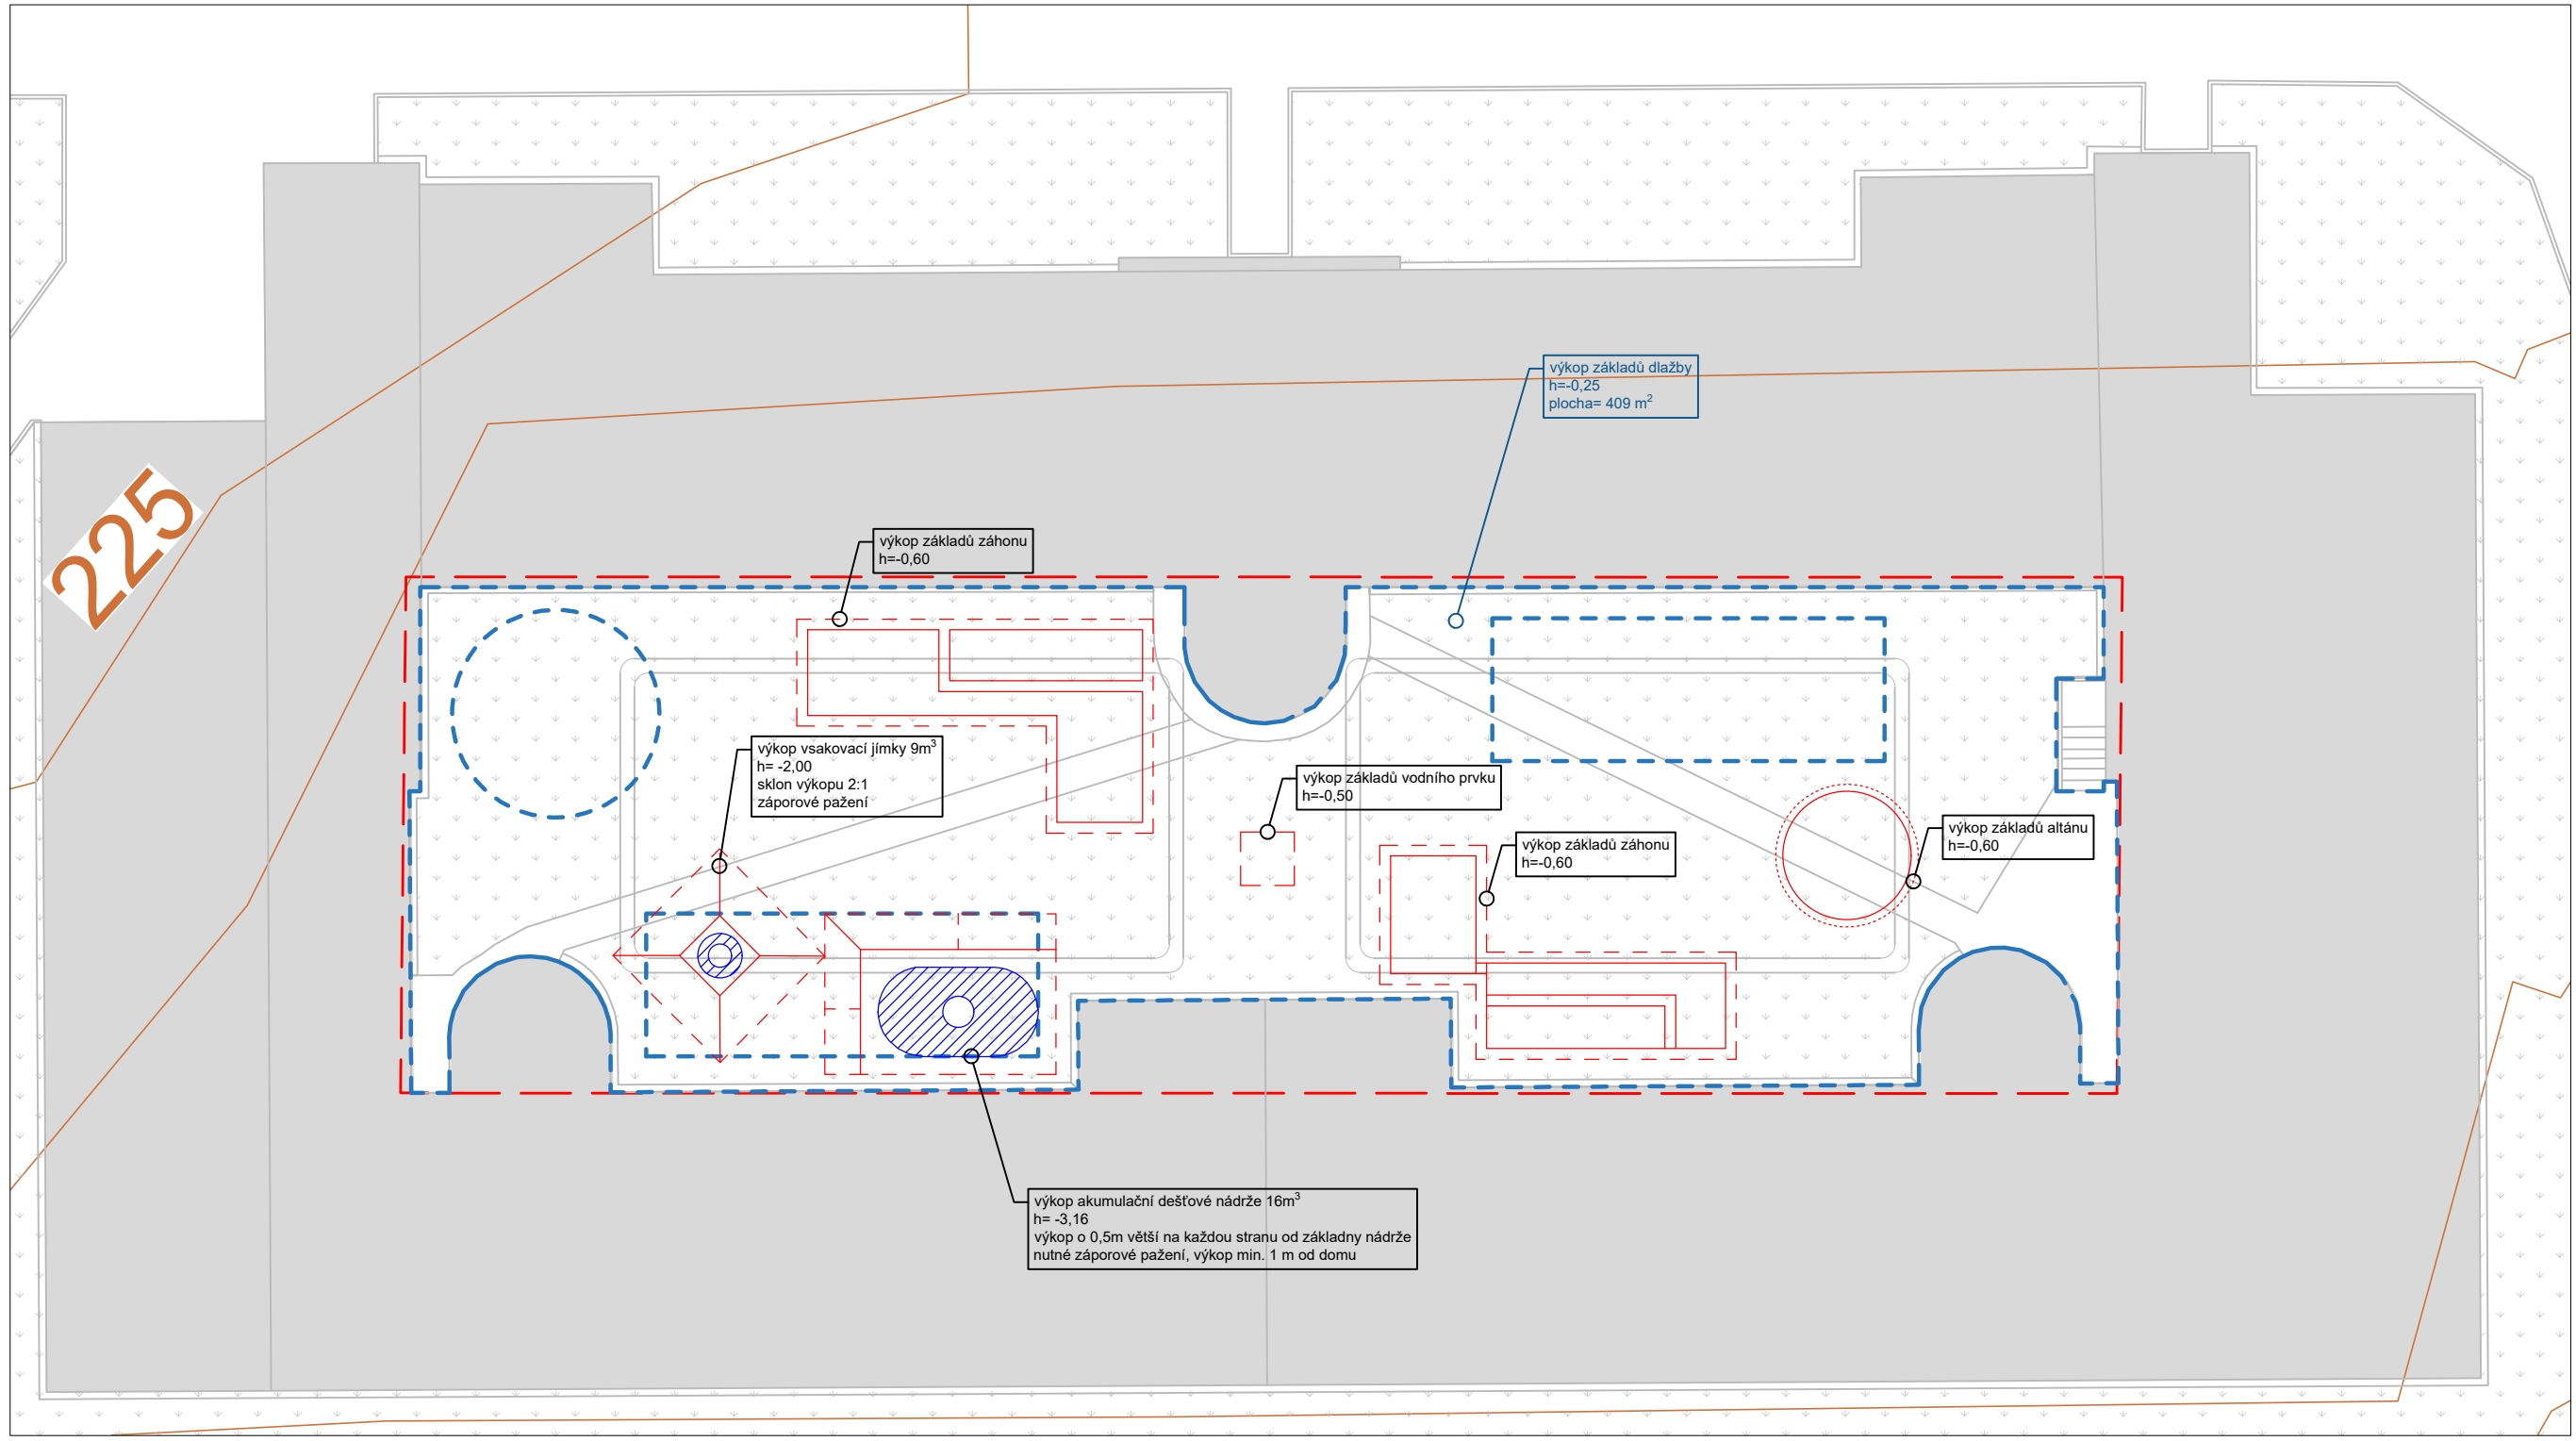 výkop základů dlažby
h=-0,25
plocha= 409 m²
225
výkop základů záhonu
h=-0,60
výkop vsakovací jímky 9m³
h= -2,00
sklon výkopu 2:1
záporové pažení
výkop základů vodního prvku
h=-0,50
výkop základů záhonu
h=-0,60
výkop základů altánu
h=-0,60
výkop akumulační dešťové nádrže 16m³
h= -3,16
výkop o 0,5m větší na každou stranu od základny nádrže
nutné záporové pažení, výkop min. 1 m od domu